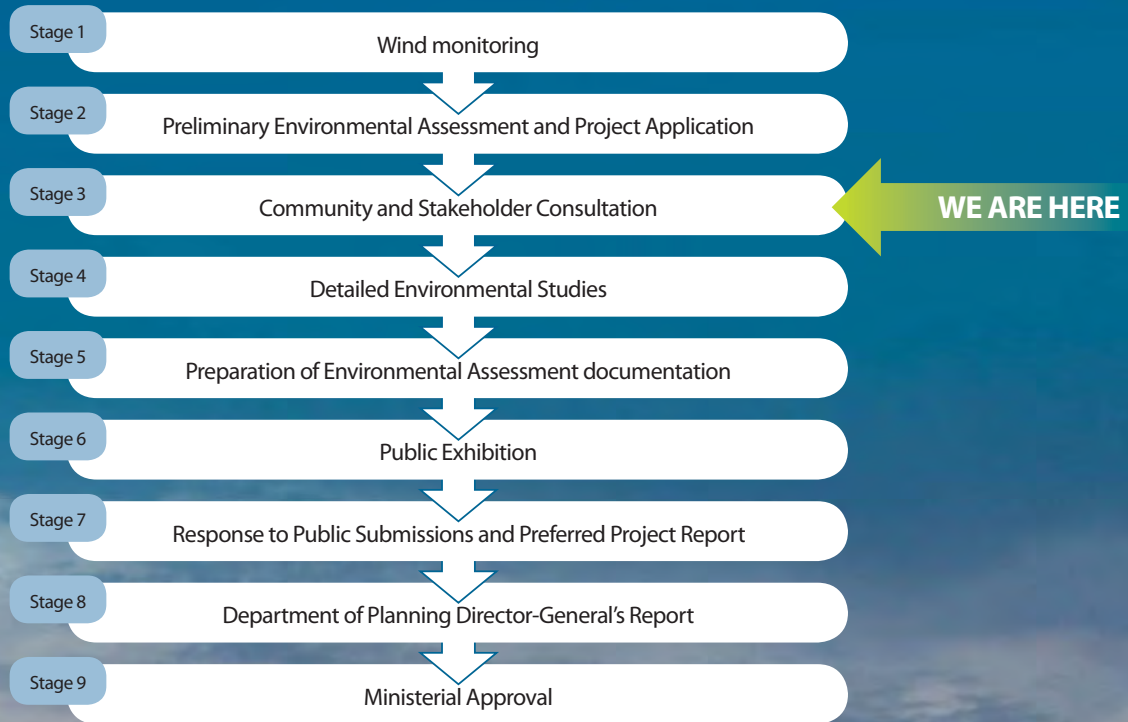 Stage 1
Wind monitoring
Stage 2
Preliminary Environmental Assessment and Project Application
Stage 3
Community and Stakeholder Consultation
WE ARE HERE
Stage 4
Detailed Environmental Studies
Stage 5
Preparation of Environmental Assessment documentation
Stage 6
Public Exhibition
Stage 7
Response to Public Submissions and Preferred Project Report
Stage 8
Department of Planning Director-General’s Report
Stage 9
Ministerial Approval